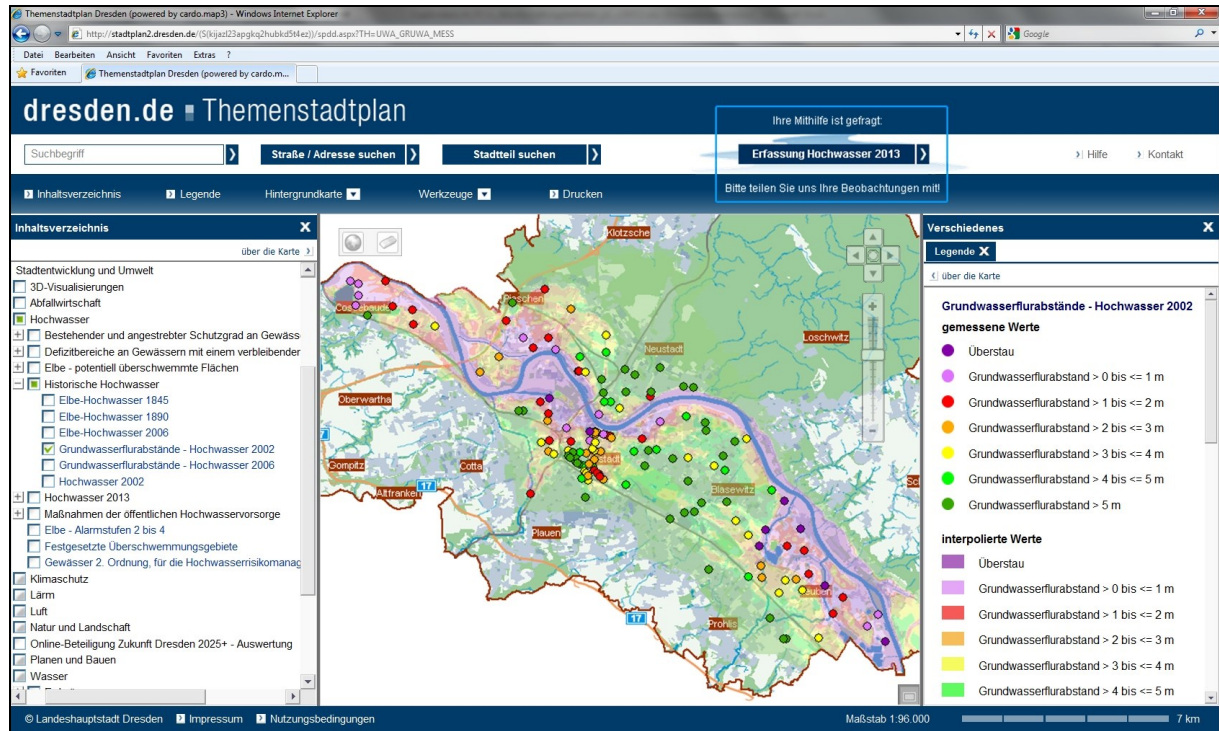 Themenstadtplan Dresden (powered by cardo.map3) - Windows Internet Explorer
http://stadtplan2.dresden.de/(S(kijazl23apgkq2hubkd5t4ez))/spdd.aspx?TH=UWA_GRUWA_MESS
Google
Datei Bearbeiten Ansicht Favoriten Extras ?
Favoriten
Themenstadtplan Dresden (powered by cardo.m...
dresden.de Themenstadtplan
Ihre Mithilfe ist gefragt:
Suchbegriff
Straße / Adresse suchen
Stadtteil suchen
Erfassung Hochwasser 2013
Hilfe
Kontakt
Inhaltsverzeichnis
Legende
Hintergrundkarte
Werkzeuge
Drucken
Bitte teilen Sie uns Ihre Beobachtungen mit!
Inhaltsverzeichnis X
über die Karte
Stadtentwicklung und Umwelt
3D-Visualisierungen
Abfallwirtschaft
Hochwasser
Bestehender und angestrebter Schutzgrad an Gewäss
Defizitbereiche an Gewässern mit einem verbleibender
Elbe - potentiell überschwemmte Flächen
Historische Hochwasser
Elbe-Hochwasser 1845
Elbe-Hochwasser 1890
Elbe-Hochwasser 2006
Grundwasserflurabstände - Hochwasser 2002
Grundwasserflurabstände - Hochwasser 2006
Hochwasser 2002
Hochwasser 2013
Maßnahmen der öffentlichen Hochwasservorsorge
Elbe - Alarmstufen 2 bis 4
Festgesetzte Überschwemmungsgebiete
Gewässer 2. Ordnung, für die Hochwasserrisikomanag
Klimaschutz
Lärm
Luft
Natur und Landschaft
Online-Beteiligung Zukunft Dresden 2025+ - Auswertung
Planen und Bauen
Wasser
Klotzsche
Cossebaude
Pieschen
Neustadt
Loschwitz
Oberwartha
Gompitz
Cotta
Altfranken
17
Blasewitz
Plauen
Leuben
17
Prohlis
Verschiedenes X
Legende X
über die Karte
Grundwasserflurabstände - Hochwasser 2002
gemessene Werte
Überstau
Grundwasserflurabstand > 0 bis <= 1 m
Grundwasserflurabstand > 1 bis <= 2 m
Grundwasserflurabstand > 2 bis <= 3 m
Grundwasserflurabstand > 3 bis <= 4 m
Grundwasserflurabstand > 4 bis <= 5 m
Grundwasserflurabstand > 5 m
interpolierte Werte
Überstau
Grundwasserflurabstand > 0 bis <= 1 m
Grundwasserflurabstand > 1 bis <= 2 m
Grundwasserflurabstand > 2 bis <= 3 m
Grundwasserflurabstand > 3 bis <= 4 m
Grundwasserflurabstand > 4 bis <= 5 m
© Landeshauptstadt Dresden
Impressum
Nutzungsbedingungen
Maßstab 1:96.000
7 km